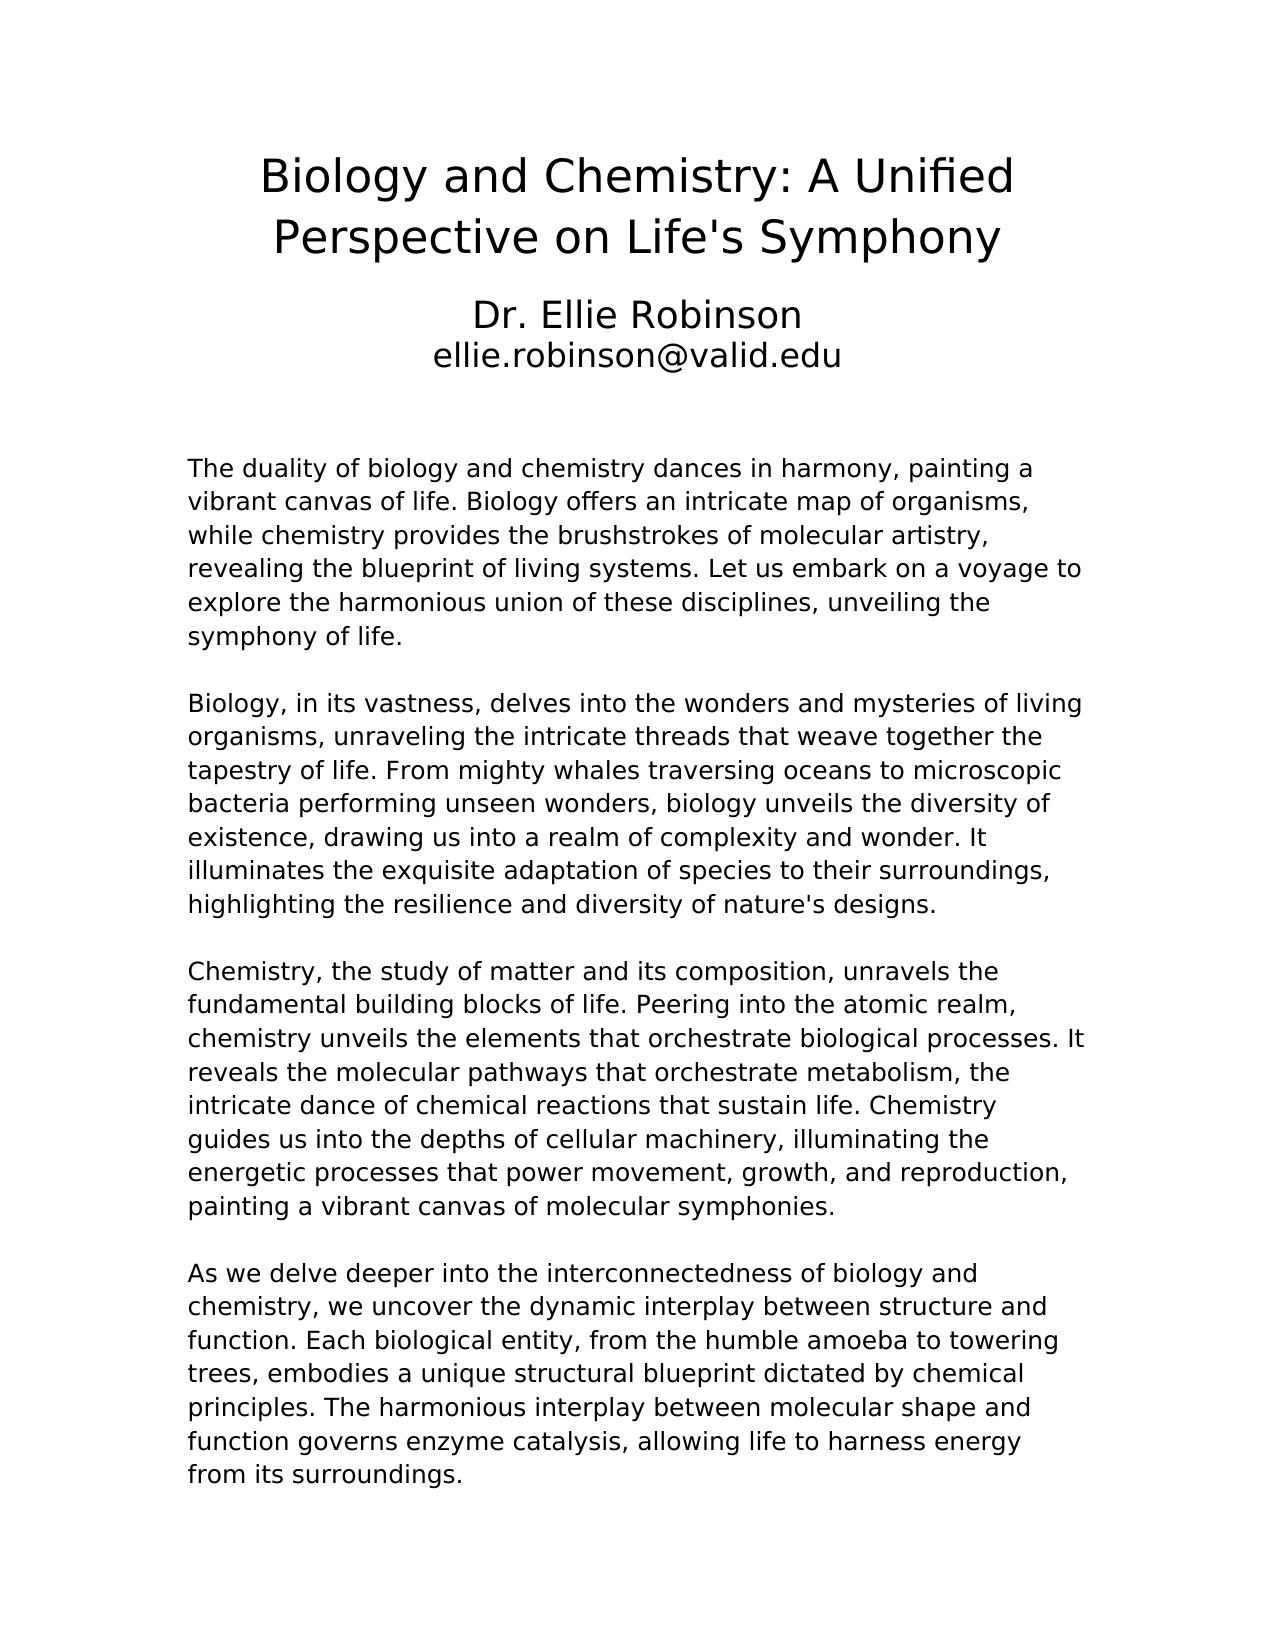 Biology and Chemistry: A Unified
Perspective on Life's Symphony
Dr. Ellie Robinson
ellie.robinson@valid.edu
The duality of biology and chemistry dances in harmony, painting a
vibrant canvas of life. Biology offers an intricate map of organisms,
while chemistry provides the brushstrokes of molecular artistry,
revealing the blueprint of living systems. Let us embark on a voyage to
explore the harmonious union of these disciplines, unveiling the
symphony of life.
Biology, in its vastness, delves into the wonders and mysteries of living
organisms, unraveling the intricate threads that weave together the
tapestry of life. From mighty whales traversing oceans to microscopic
bacteria performing unseen wonders, biology unveils the diversity of
existence, drawing us into a realm of complexity and wonder. It
illuminates the exquisite adaptation of species to their surroundings,
highlighting the resilience and diversity of nature's designs.
Chemistry, the study of matter and its composition, unravels the
fundamental building blocks of life. Peering into the atomic realm,
chemistry unveils the elements that orchestrate biological processes. It
reveals the molecular pathways that orchestrate metabolism, the
intricate dance of chemical reactions that sustain life. Chemistry
guides us into the depths of cellular machinery, illuminating the
energetic processes that power movement, growth, and reproduction,
painting a vibrant canvas of molecular symphonies.
As we delve deeper into the interconnectedness of biology and
chemistry, we uncover the dynamic interplay between structure and
function. Each biological entity, from the humble amoeba to towering
trees, embodies a unique structural blueprint dictated by chemical
principles. The harmonious interplay between molecular shape and
function governs enzyme catalysis, allowing life to harness energy
from its surroundings.